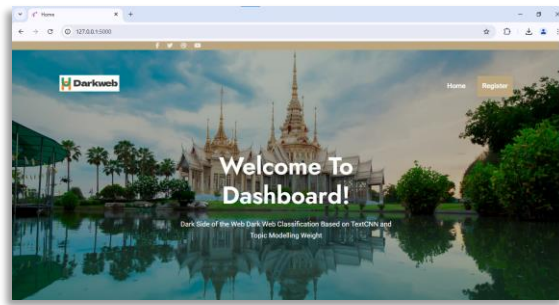 Home
127.0.0.1:5000
Darkweb
Home Register
Welcome To
Dashboard!
Dark Side of the Web Dark Web Classification Based on TextCNN and
Topic Modelling Weight